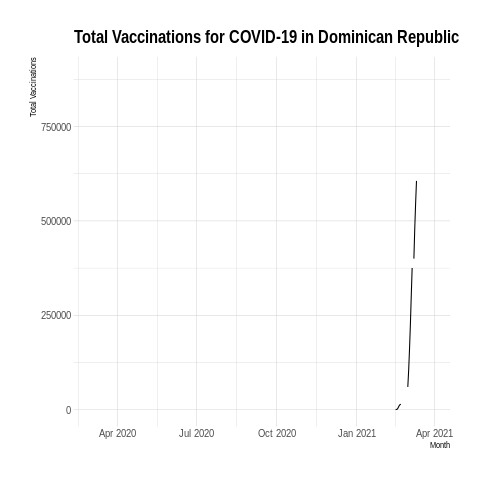 Total Vaccinations for COVID-19 in Dominican Republic
Total Vaccinations
750000
500000
250000
0
Apr 2020 Jul 2020 Oct 2020 Jan 2021 Apr 2021
Month